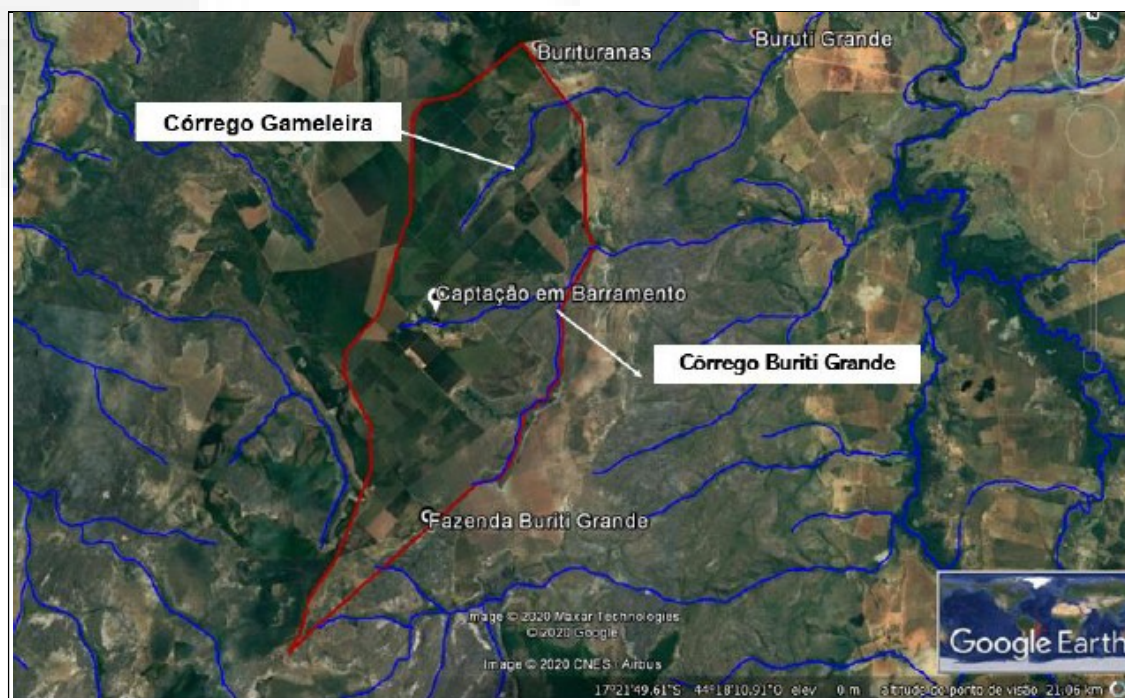 Buritiranas
Buruti Grande
Córrego Gameleira
Captação em Barramento
Côrrego Buriti Grande
Fazenda Buriti Grande
Image © 2020 Maxar Technologies
© 2020 Google
Image © 2020 CNES / Airbus
Google Earth
17°21'49.61"S 44°18'10.91"O elev 0 m altitude do ponto de visão 21.06 km